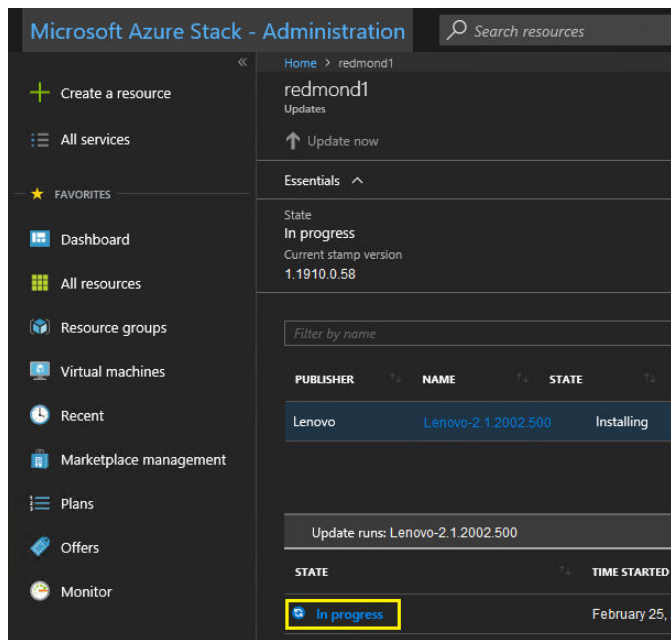 Microsoft Azure Stack - Administration
Search resources
«
Create a resource
All services
FAVORITES
Dashboard
All resources
Resource groups
Virtual machines
Recent
Marketplace management
Plans
Offers
Monitor
Home > redmond1
redmond1
Updates
Update now
Essentials
State
In progress
Current stamp version
1.1910.0.58
Filter by name
PUBLISHER NAME STATE
Lenovo Lenovo-2.1.2002.500 Installing
Update runs: Lenovo-2.1.2002.500
STATE TIME STARTED
In progress February 25,